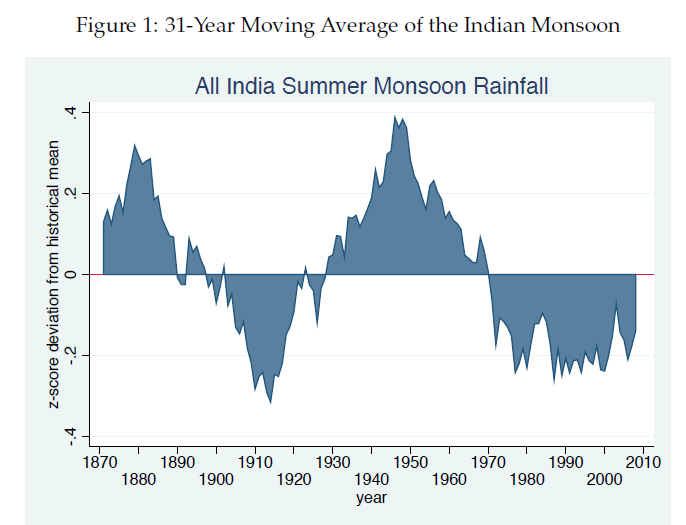 Figure 1: 31-Year Moving Average of the Indian Monsoon
All India Summer Monsoon Rainfall
z-score deviation from historical mean
.4
.2
0
-.2
-.4
1870 1890 1910 1930 1950 1970 1990 2010
1880 1900 1920 1940 1960 1980 2000
year